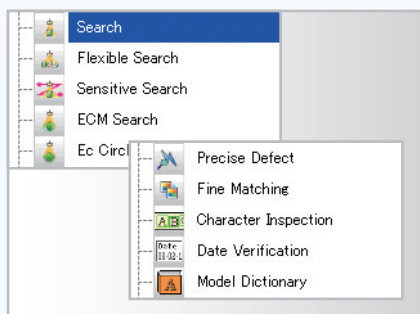 Search
Flexible Search
Sensitive Search
ECM Search
Ec Circl
Precise Defect
Fine Matching
Character Inspection
Date Verification
Model Dictionary